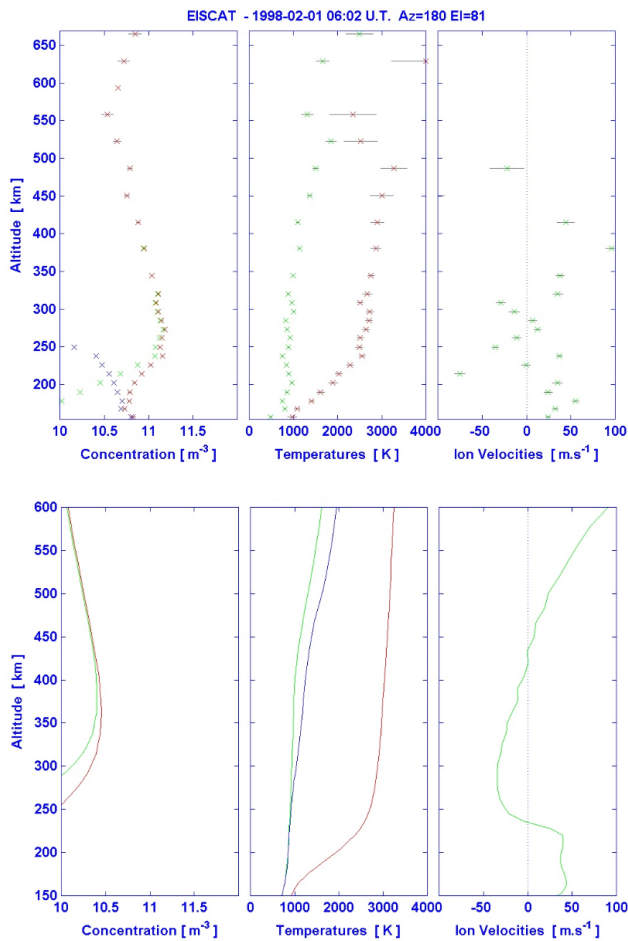 EISCAT - 1998-02-01 06:02 U.T. Az=180 El=81
650
600
550
500
450
400
350
300
250
200
Altitude [ km ]
10 10.5 11 11.5
Concentration [ m-3 ]
0 1000 2000 3000 4000
Temperatures [ K ]
-50 0 50 100
Ion Velocities [ m.s-1 ]
600
550
500
450
400
350
300
250
200
150
Altitude [ km ]
10 10.5 11 11.5
Concentration [ m-3 ]
1000 2000 3000 4000
Temperatures [ K ]
-50 0 50 100
Ion Velocities [ m.s-1 ]